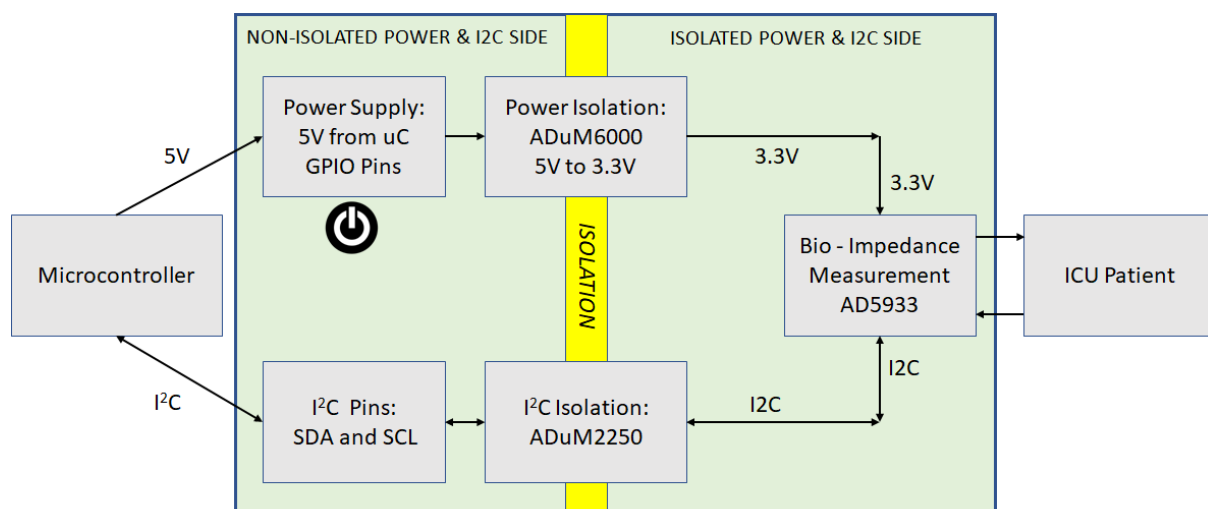 NON-ISOLATED POWER & I2C SIDE
ISOLATED POWER & I2C SIDE
Power Supply:
5V from uC
GPIO Pins
Power Isolation:
ADuM6000
5V to 3.3V
5V
3.3V
3.3V
Microcontroller
ISOLATION
Bio - Impedance
Measurement
AD5933
ICU Patient
I²C
I²C Pins:
SDA and SCL
I²C Isolation:
ADuM2250
I2C
I2C